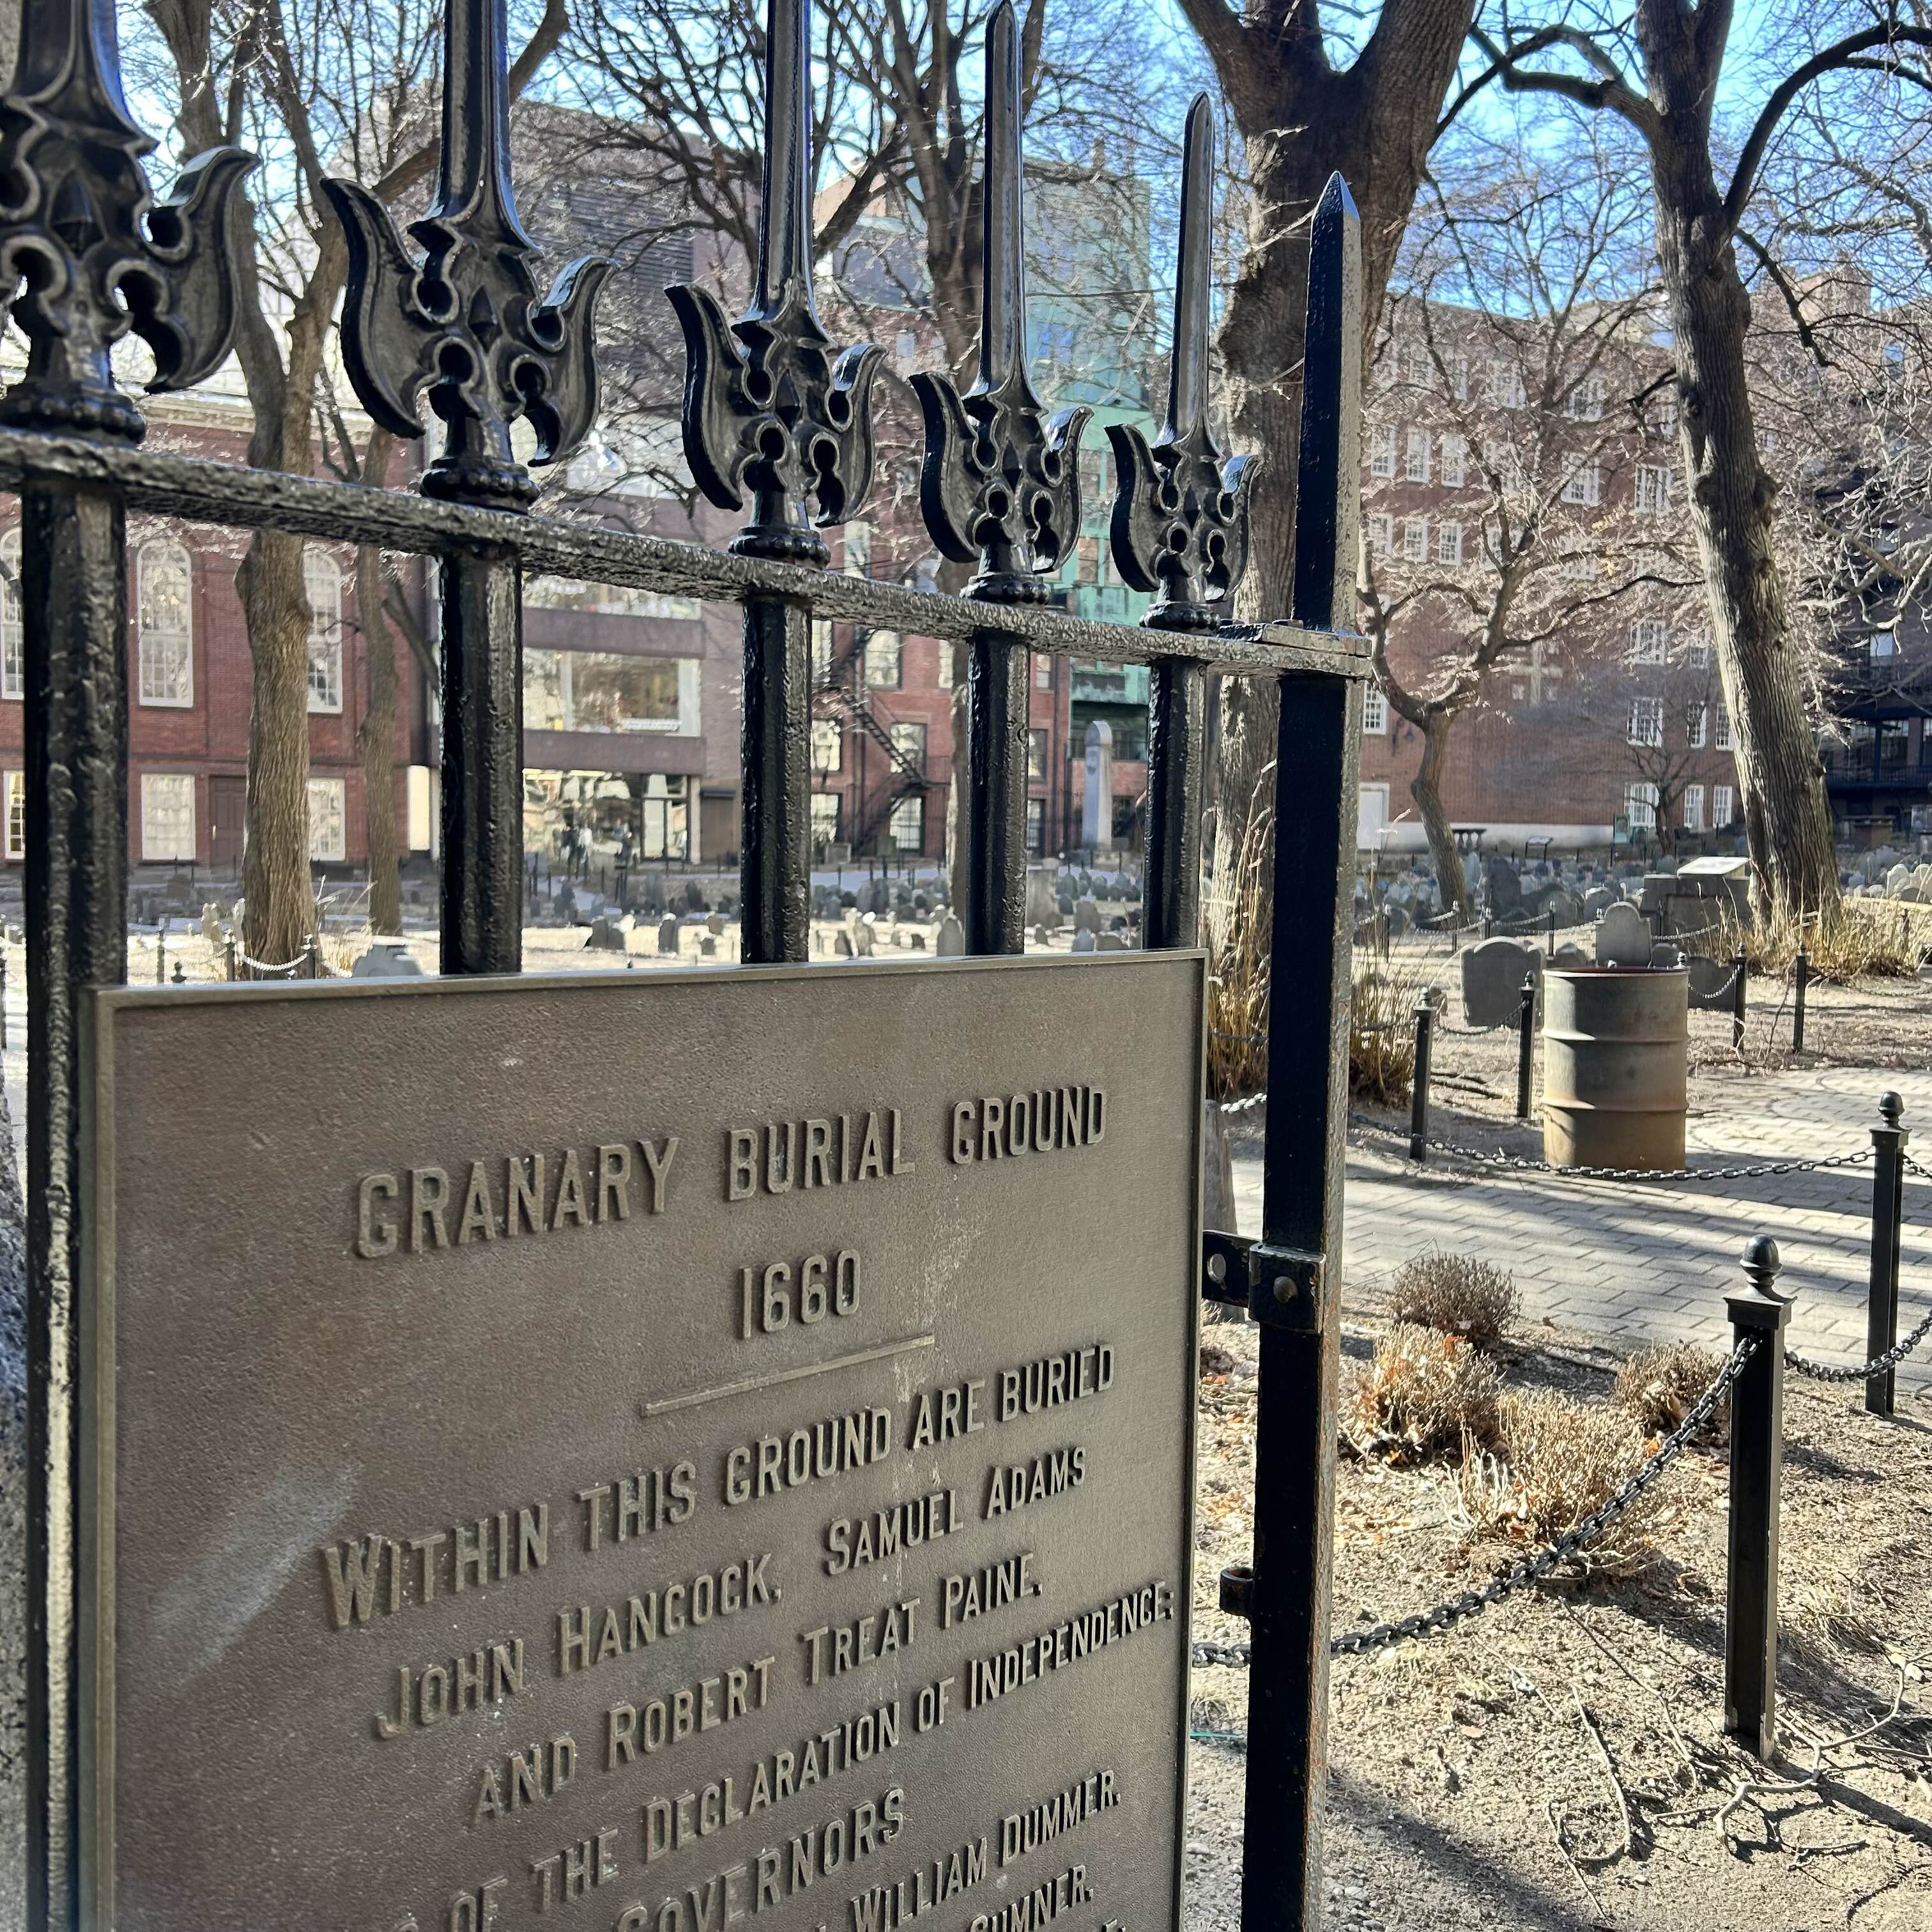 GRANARY BURIAL GROUND
1660
WITHIN THIS GROUND ARE BURIED
JOHN HANCOCK, SAMUEL ADAMS
AND ROBERT TREAT PAINE,
OF THE DECLARATION OF INDEPENDENCE;
GOVERNORS
WILLIAM DUMMER,
SUMNER,